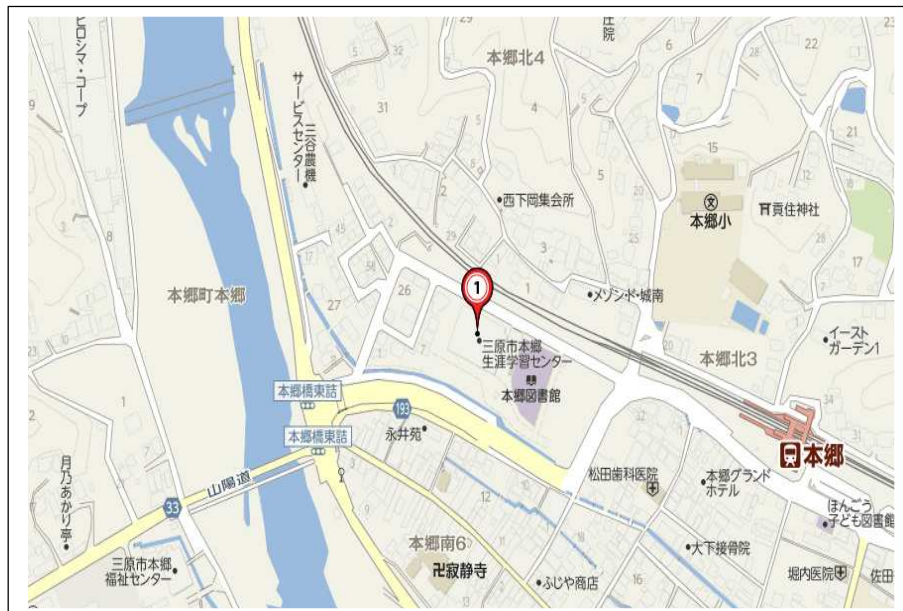 ヒロシマ・コープ
サービスセンター
三谷農機
本郷北4
庄院
西下岡集会所
本郷小
貢住神社
本郷町本郷
1
メゾンド・城南
三原市本郷
生涯学習センター
本郷図書館
本郷北3
イースト
ガーデン1
本郷橋東詰
193
永井苑
本郷橋東詰
山陽道
33
月乃あかり亭
松田歯科医院
本郷グランド
ホテル
本郷
ほんごう
子ども図書館
大下接骨院
三原市本郷
福祉センター
本郷南6
卍寂静寺
ふじや商店
堀内医院
佐田